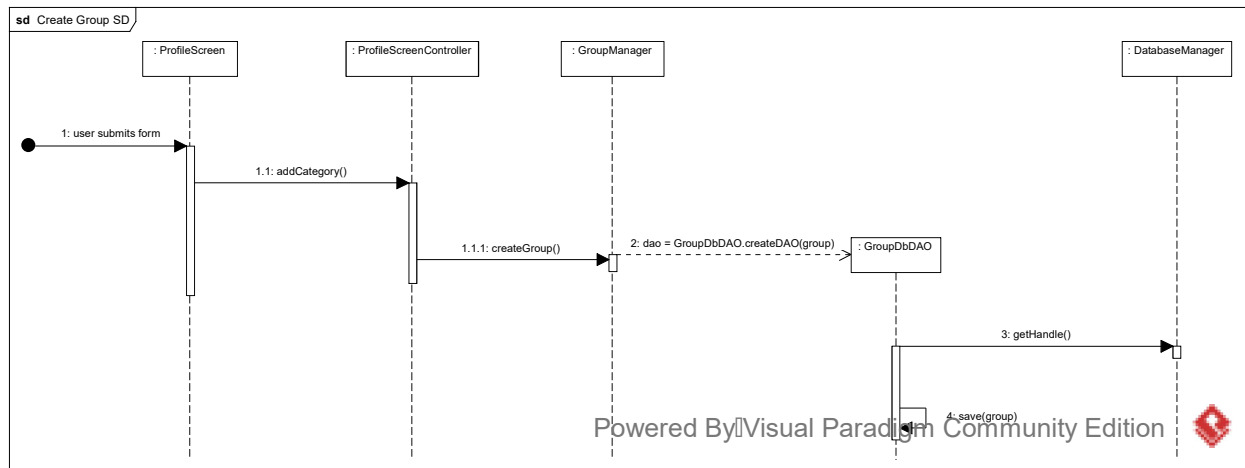 sd Create Group SD
: ProfileScreen
: ProfileScreenController
: GroupManager
: DatabaseManager
1: user submits form
1.1: addCategory()
1.1.1: createGroup()
2: dao = GroupDbDAO.createDAO(group)
: GroupDbDAO
3: getHandle()
4: save(group)
Powered By Visual Paradigm Community Edition